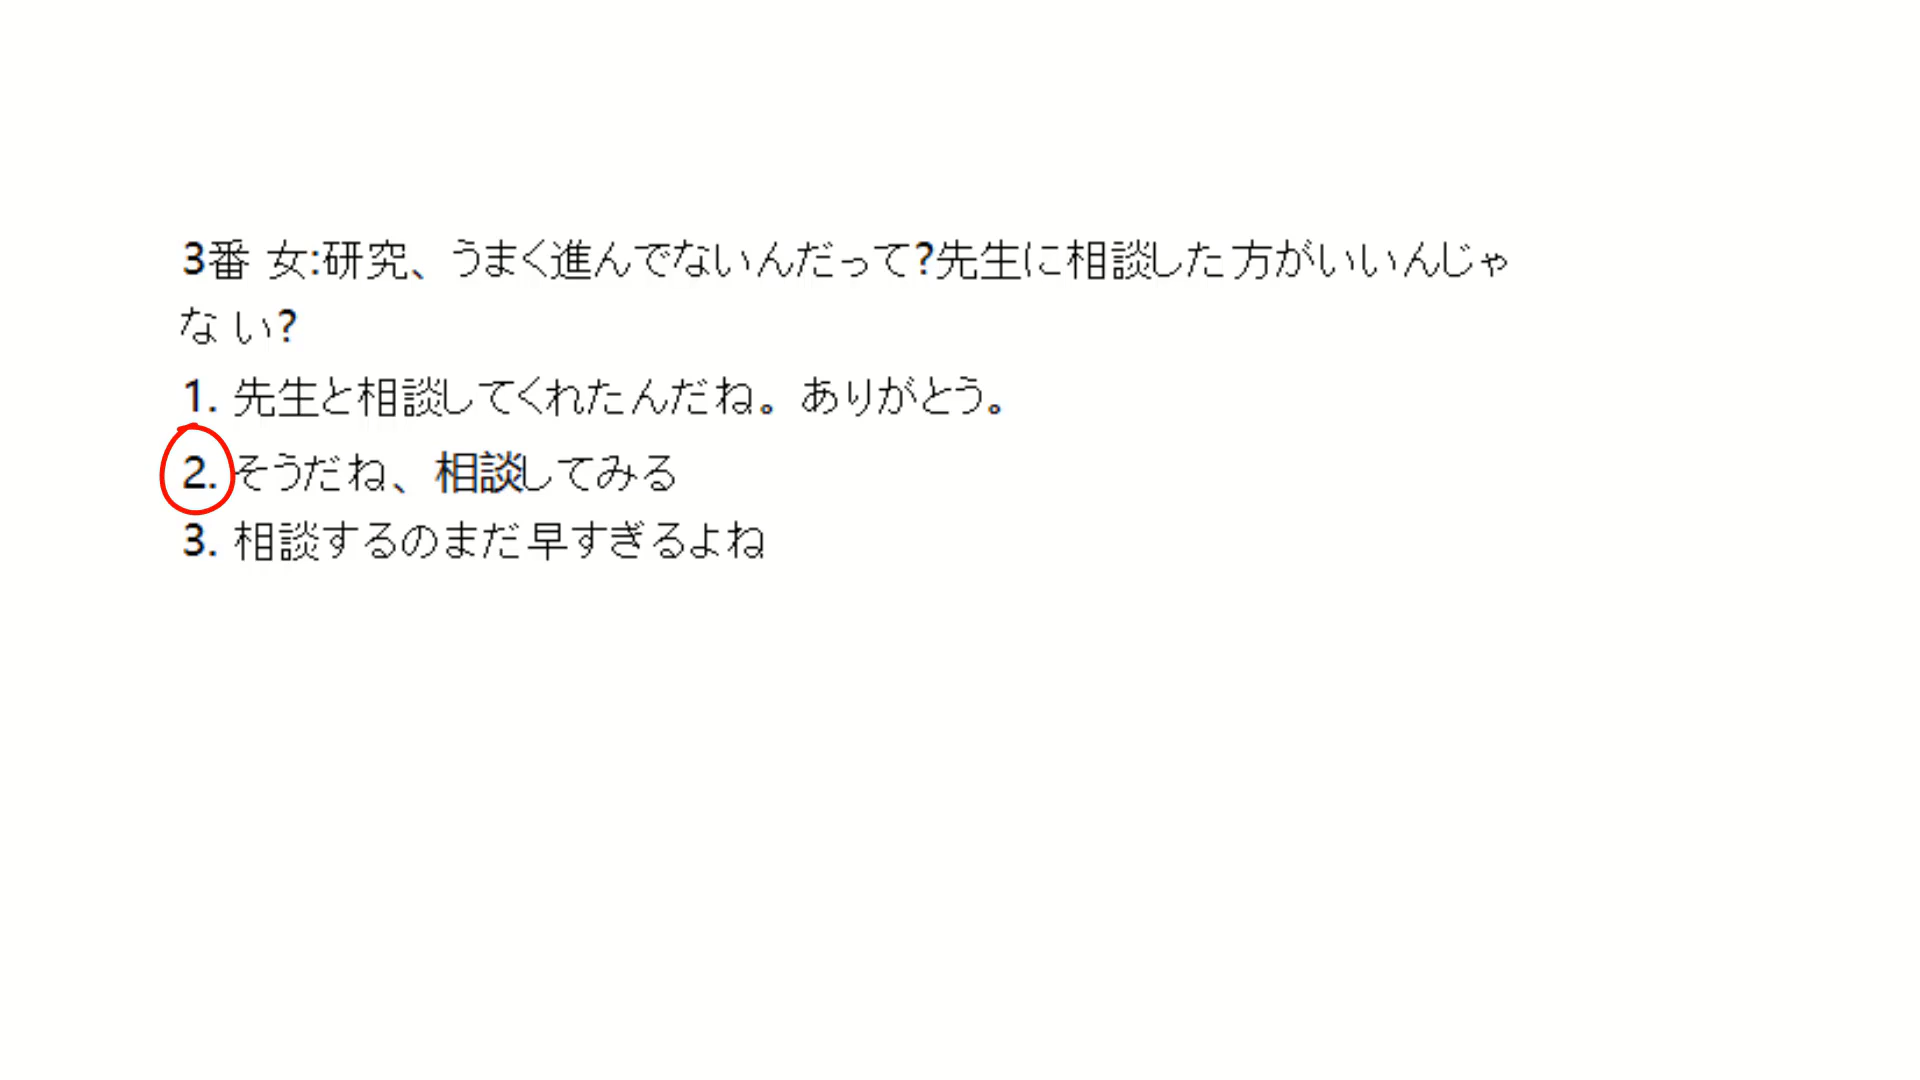 3番 女:研究、うまく進んでないんだって?先生に相談した方がいいんじゃ
ない?
1. 先生と相談してくれたんだね。ありがとう。
2. そうだね、相談してみる
3. 相談するのまだ早すぎるよね